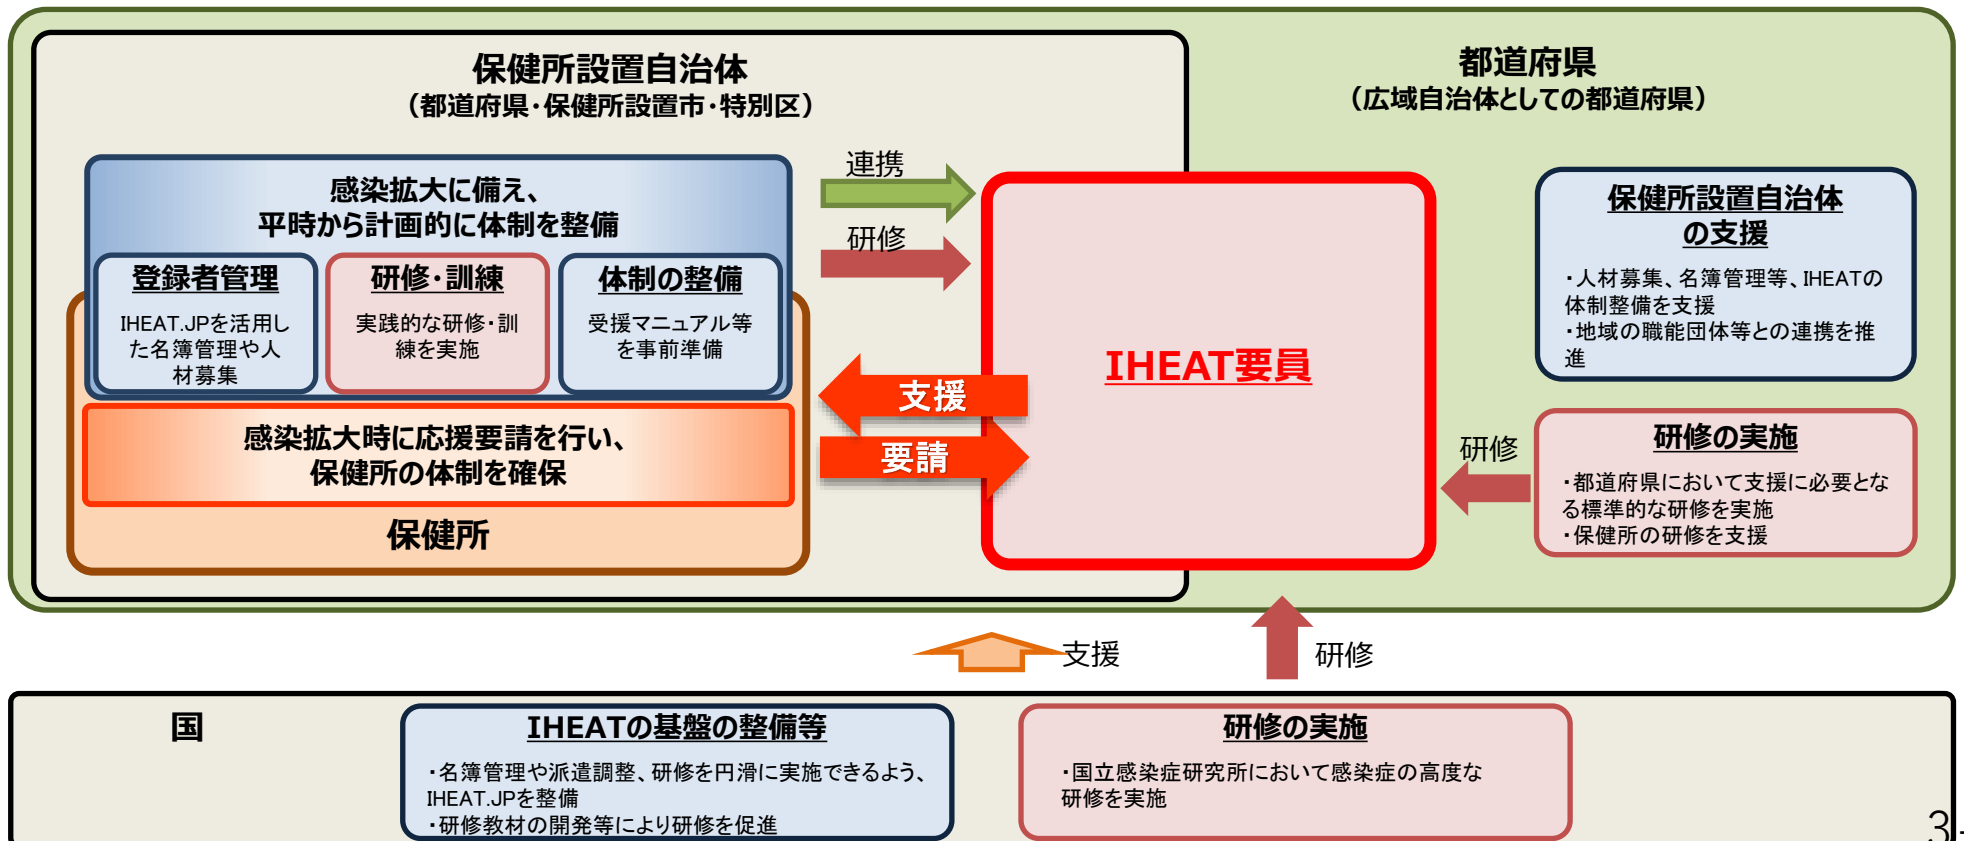 保健所設置自治体
（都道府県・保健所設置市・特別区）
都道府県
（広域自治体としての都道府県）
感染拡大に備え、
平時から計画的に体制を整備
登録者管理
IHEAT.JPを活用し
た名簿管理や人
材募集
研修・訓練
実践的な研修・訓
練を実施
体制の整備
受援マニュアル等
を事前準備
感染拡大時に応援要請を行い、
保健所の体制を確保
保健所
連携
研修
支援
要請
IHEAT要員
保健所設置自治体
の支援
・人材募集、名簿管理等、IHEATの
体制整備を支援
・地域の職能団体等との連携を推
進
研修
研修の実施
・都道府県において支援に必要とな
る標準的な研修を実施
・保健所の研修を支援
支援
研修
国
IHEATの基盤の整備等
・名簿管理や派遣調整、研修を円滑に実施できるよう、
IHEAT.JPを整備
・研修教材の開発等により研修を促進
研修の実施
・国立感染症研究所において感染症の高度な
研修を実施
3